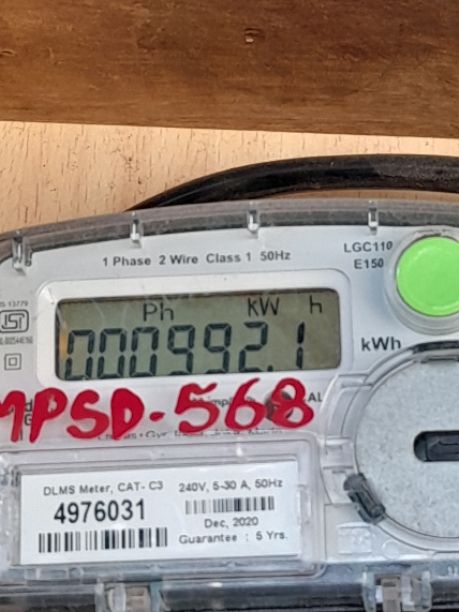 1 Phase 2 Wire Class 1 50Hz
LGC110
E150
Ph kW h
000992.1
kWh
MPSD-568
DLMS Meter, CAT- C3
4976031
240V, 5-30 A, 50Hz
Dec, 2020
Guarantee : 5 Yrs.